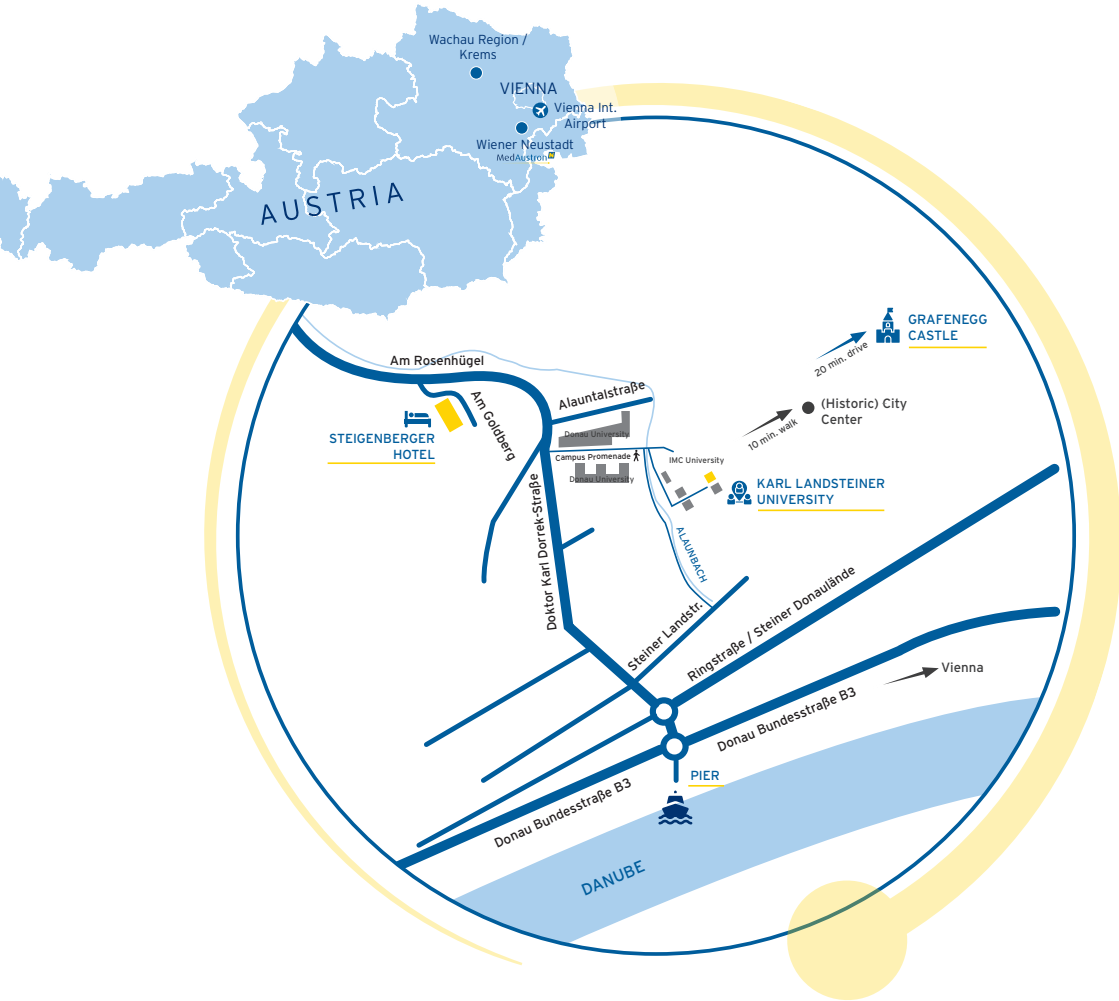 Wachau Region /
Krems
VIENNA
Vienna Int.
Airport
Wiener Neustadt
MedAustron
AUSTRIA
GRAFENEGG
CASTLE
20 min. drive
Am Rosenhügel
Alauntalstraße
Am Goldberg
(Historic) City
Center
10 min. walk
STEIGENBERGER
HOTEL
Donau University
Campus Promenade
IMC University
Donau University
KARL LANDSTEINER
UNIVERSITY
Doktor Karl Dorrek-Straße
ALAUNBACH
Steiner Landstr.
Ringstraße / Steiner Donaulände
Vienna
Donau Bundesstraße B3
PIER
Donau Bundesstraße B3
DANUBE